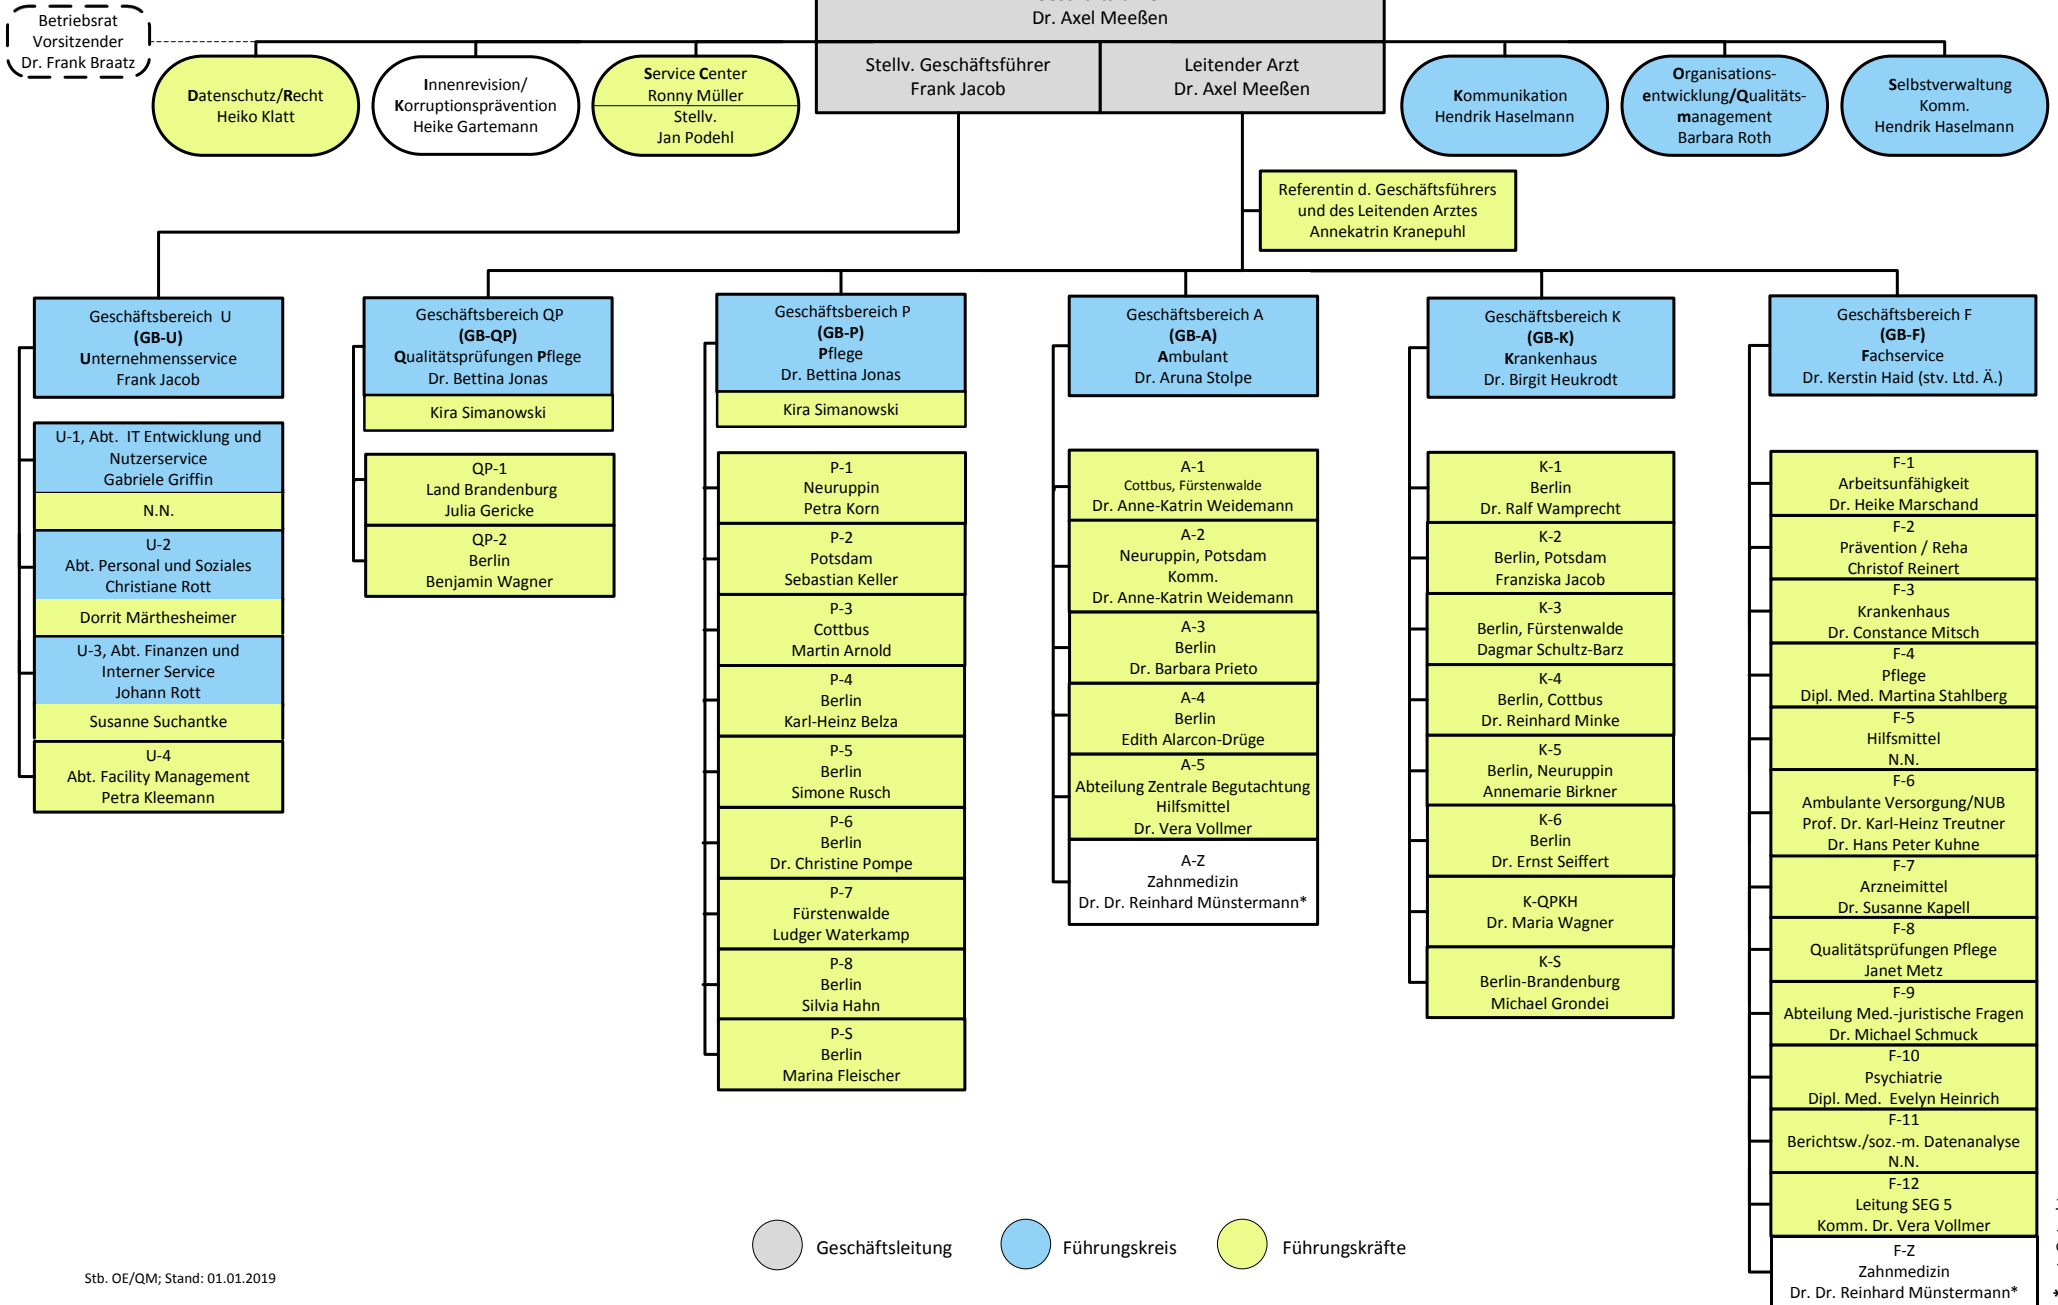 Dr. Axel Meeßen
Betriebsrat
Vorsitzender
Dr. Frank Braatz
Datenschutz/Recht
Heiko Klatt
Innenrevision/
Korruptionsprävention
Heike Gartemann
Service Center
Ronny Müller
Stellv.
Jan Podehl
Stellv. Geschäftsführer
Frank Jacob
Leitender Arzt
Dr. Axel Meeßen
Kommunikation
Hendrik Haselmann
Organisations-
entwicklung/Qualitäts-
management
Barbara Roth
Selbstverwaltung
Komm.
Hendrik Haselmann
Referentin d. Geschäftsführers
und des Leitenden Arztes
Annekatrin Kranepuhl
Geschäftsbereich U
(GB-U)
Unternehmensservice
Frank Jacob
U-1, Abt. IT Entwicklung und
Nutzerservice
Gabriele Griffin
N.N.
U-2
Abt. Personal und Soziales
Christiane Rott
Dorrit Märthesheimer
U-3, Abt. Finanzen und
Interner Service
Johann Rott
Susanne Suchantke
U-4
Abt. Facility Management
Petra Kleemann
Geschäftsbereich QP
(GB-QP)
Qualitätsprüfungen Pflege
Dr. Bettina Jonas
Kira Simanowski
QP-1
Land Brandenburg
Julia Gericke
QP-2
Berlin
Benjamin Wagner
Geschäftsbereich P
(GB-P)
Pflege
Dr. Bettina Jonas
Kira Simanowski
P-1
Neuruppin
Petra Korn
P-2
Potsdam
Sebastian Keller
P-3
Cottbus
Martin Arnold
P-4
Berlin
Karl-Heinz Belza
P-5
Berlin
Simone Rusch
P-6
Berlin
Dr. Christine Pompe
P-7
Fürstenwalde
Ludger Waterkamp
P-8
Berlin
Silvia Hahn
P-S
Berlin
Marina Fleischer
Geschäftsbereich A
(GB-A)
Ambulant
Dr. Aruna Stolpe
A-1
Cottbus, Fürstenwalde
Dr. Anne-Katrin Weidemann
A-2
Neuruppin, Potsdam
Komm.
Dr. Anne-Katrin Weidemann
A-3
Berlin
Dr. Barbara Prieto
A-4
Berlin
Edith Alarcon-Drüge
A-5
Abteilung Zentrale Begutachtung
Hilfsmittel
Dr. Vera Vollmer
A-Z
Zahnmedizin
Dr. Dr. Reinhard Münstermann*
Geschäftsbereich K
(GB-K)
Krankenhaus
Dr. Birgit Heukrodt
K-1
Berlin
Dr. Ralf Wamprecht
K-2
Berlin, Potsdam
Franziska Jacob
K-3
Berlin, Fürstenwalde
Dagmar Schultz-Barz
K-4
Berlin, Cottbus
Dr. Reinhard Minke
K-5
Berlin, Neuruppin
Annemarie Birkner
K-6
Berlin
Dr. Ernst Seiffert
K-QPKH
Dr. Maria Wagner
K-S
Berlin-Brandenburg
Michael Grondei
Geschäftsbereich F
(GB-F)
Fachservice
Dr. Kerstin Haid (stv. Ltd. Ä.)
F-1
Arbeitsunfähigkeit
Dr. Heike Marschand
F-2
Prävention / Reha
Christof Reinert
F-3
Krankenhaus
Dr. Constance Mitsch
F-4
Pflege
Dipl. Med. Martina Stahlberg
F-5
Hilfsmittel
N.N.
F-6
Ambulante Versorgung/NUB
Prof. Dr. Karl-Heinz Treutner
Dr. Hans Peter Kuhne
F-7
Arzneimittel
Dr. Susanne Kapell
F-8
Qualitätsprüfungen Pflege
Janet Metz
F-9
Abteilung Med.-juristische Fragen
Dr. Michael Schmuck
F-10
Psychiatrie
Dipl. Med. Evelyn Heinrich
F-11
Berichtsw./soz.-m. Datenanalyse
N.N.
F-12
Leitung SEG 5
Komm. Dr. Vera Vollmer
F-Z
Zahnmedizin
Dr. Dr. Reinhard Münstermann*
*
Geschäftsleitung
Führungskreis
Führungskräfte
Stb. OE/QM; Stand: 01.01.2019